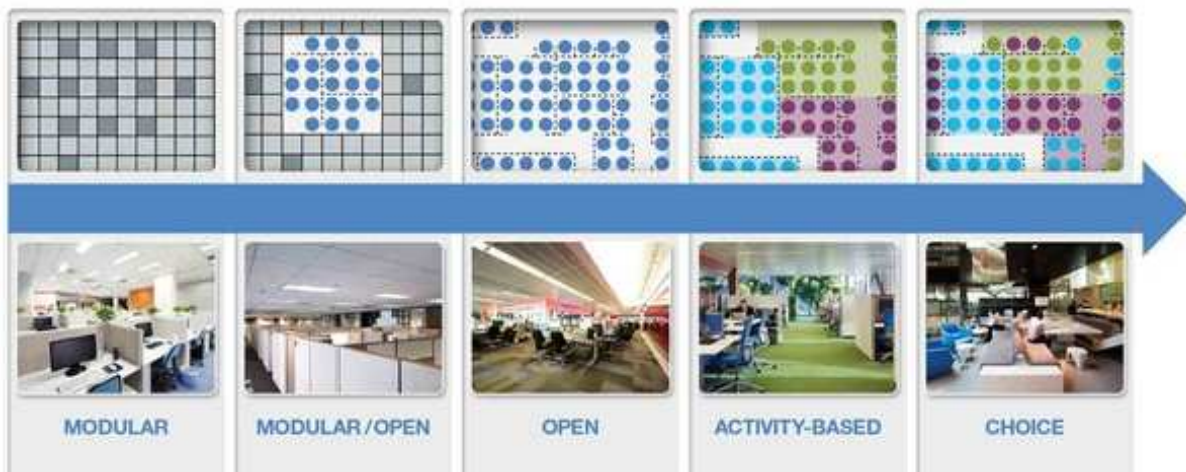 MODULAR
MODULAR / OPEN
OPEN
ACTIVITY-BASED
CHOICE